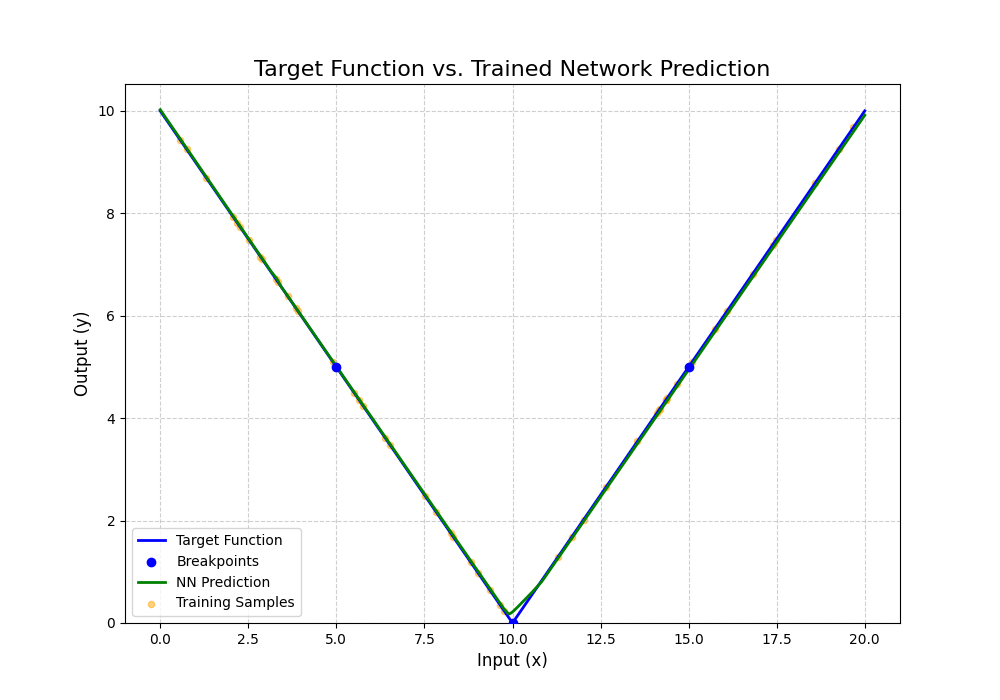 Target Function vs. Trained Network Prediction
10
8
6
4
2
0
Output (y)
Target Function
Breakpoints
NN Prediction
Training Samples
0.0 2.5 5.0 7.5 10.0 12.5 15.0 17.5 20.0
Input (x)